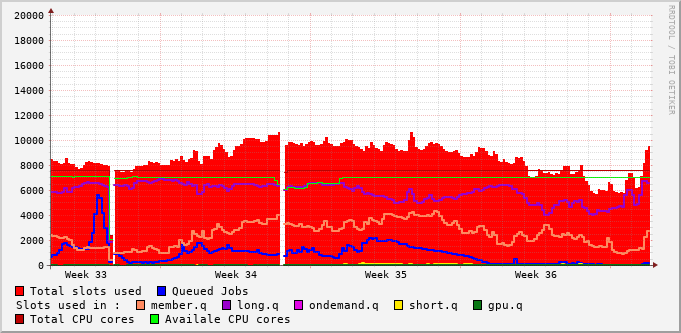 20000
18000
16000
14000
12000
10000
8000
6000
4000
2000
0
Week 33 Week 34 Week 35 Week 36
RRDTOOL / TOBI OETIKER
Total slots used Queued Jobs
Slots used in : member.q long.q ondemand.q short.q gpu.q
Total CPU cores Availale CPU cores